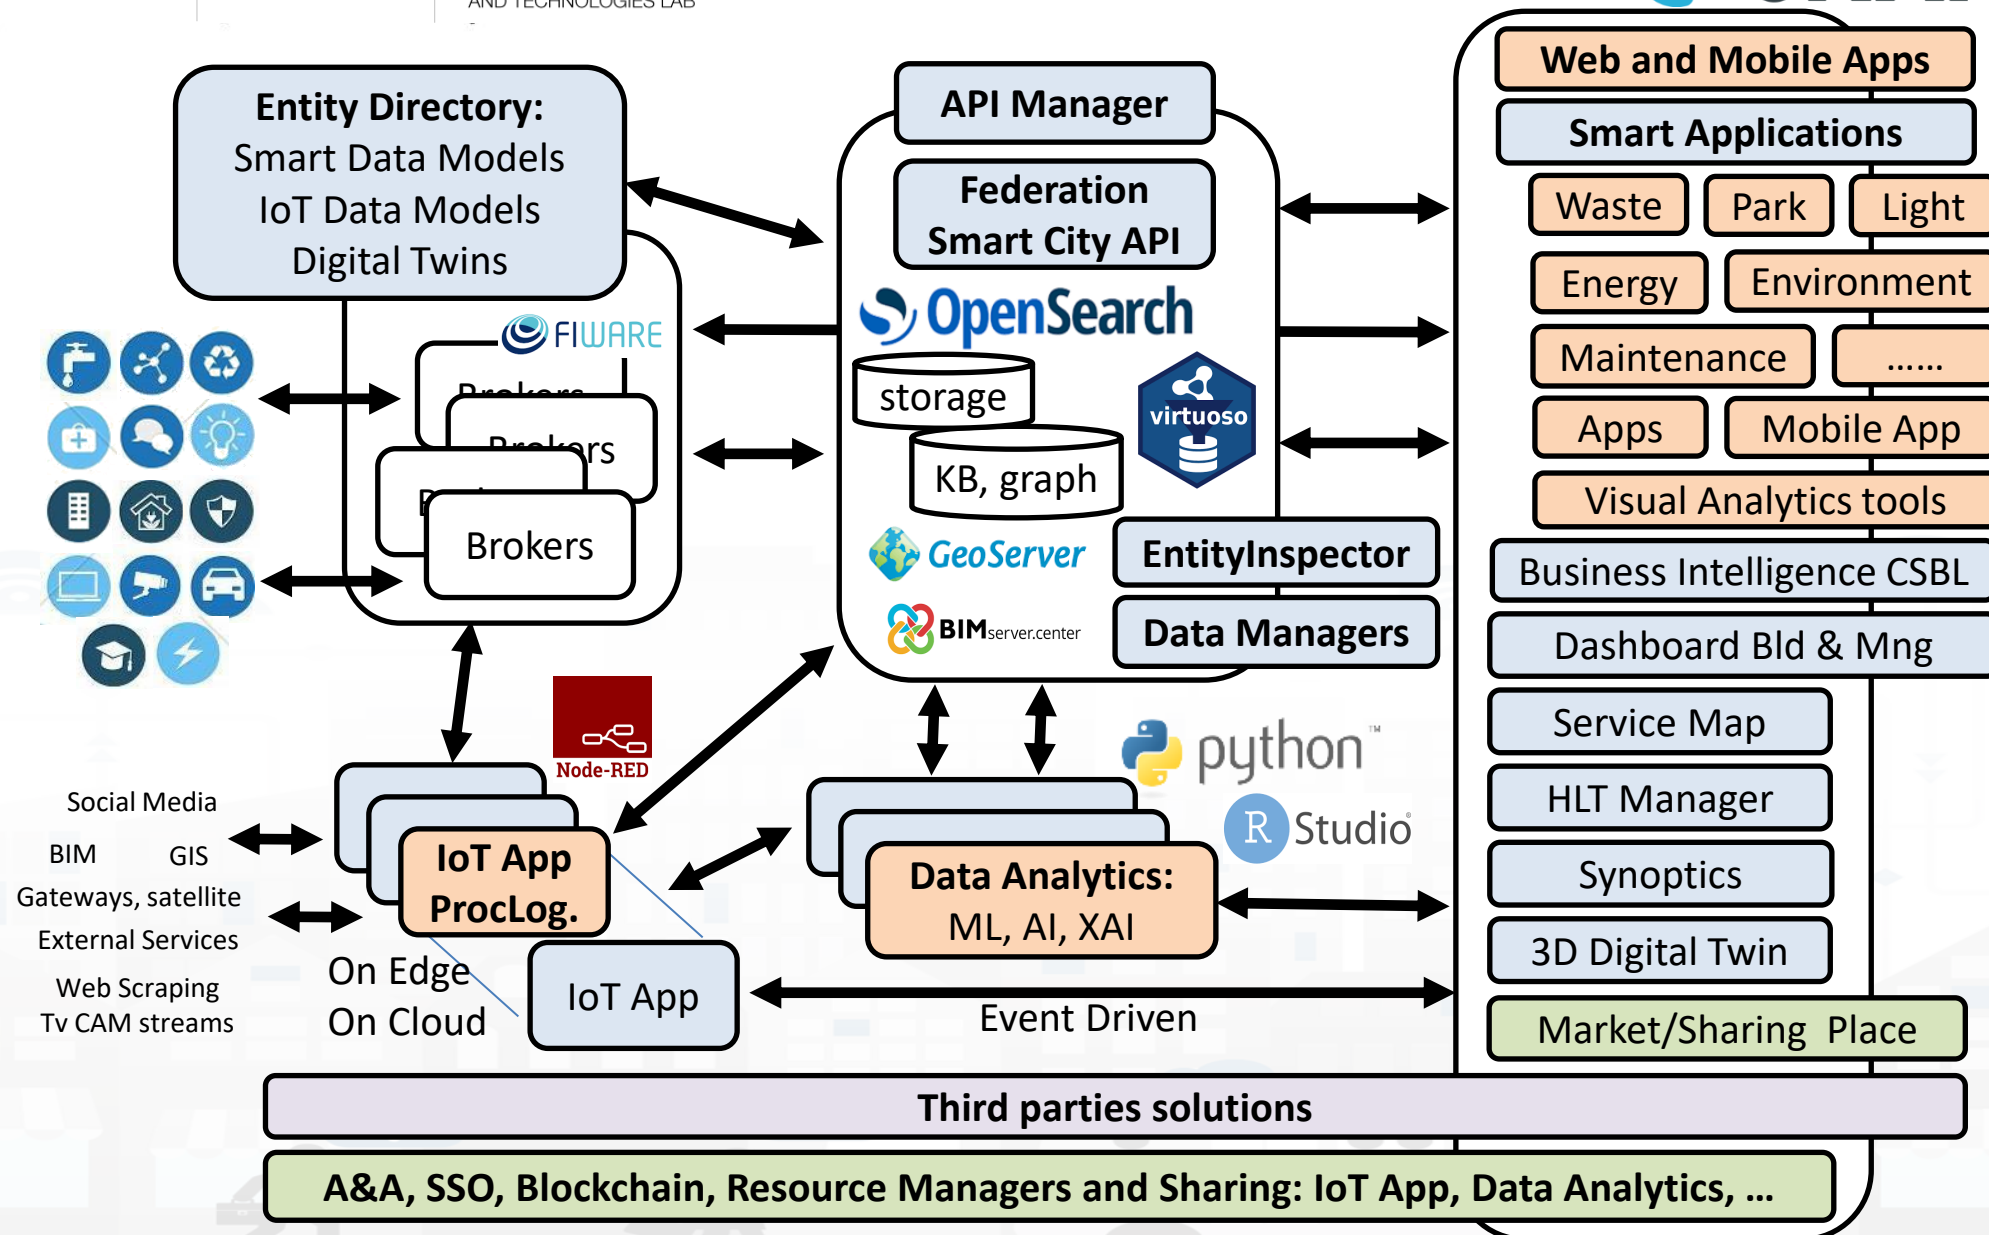 AND TECHNOLOGIES LAB
Entity Directory:
Smart Data Models
IoT Data Models
Digital Twins
FIWARE
Brokers
Brokers
Brokers
API Manager
Federation
Smart City API
OpenSearch
storage
virtuoso
KB, graph
GeoServer
EntityInspector
BIMserver.center
Data Managers
Node-RED
python™
R Studio®
Social Media
BIM GIS
Gateways, satellite
External Services
Web Scraping
Tv CAM streams
IoT App
ProcLog.
On Edge
On Cloud
IoT App
Data Analytics:
ML, AI, XAI
Event Driven
Web and Mobile Apps
Smart Applications
Waste Park Light
Energy Environment
Maintenance ......
Apps Mobile App
Visual Analytics tools
Business Intelligence CSBL
Dashboard Bld & Mng
Service Map
HLT Manager
Synoptics
3D Digital Twin
Market/Sharing Place
Third parties solutions
A&A, SSO, Blockchain, Resource Managers and Sharing: IoT App, Data Analytics, ...